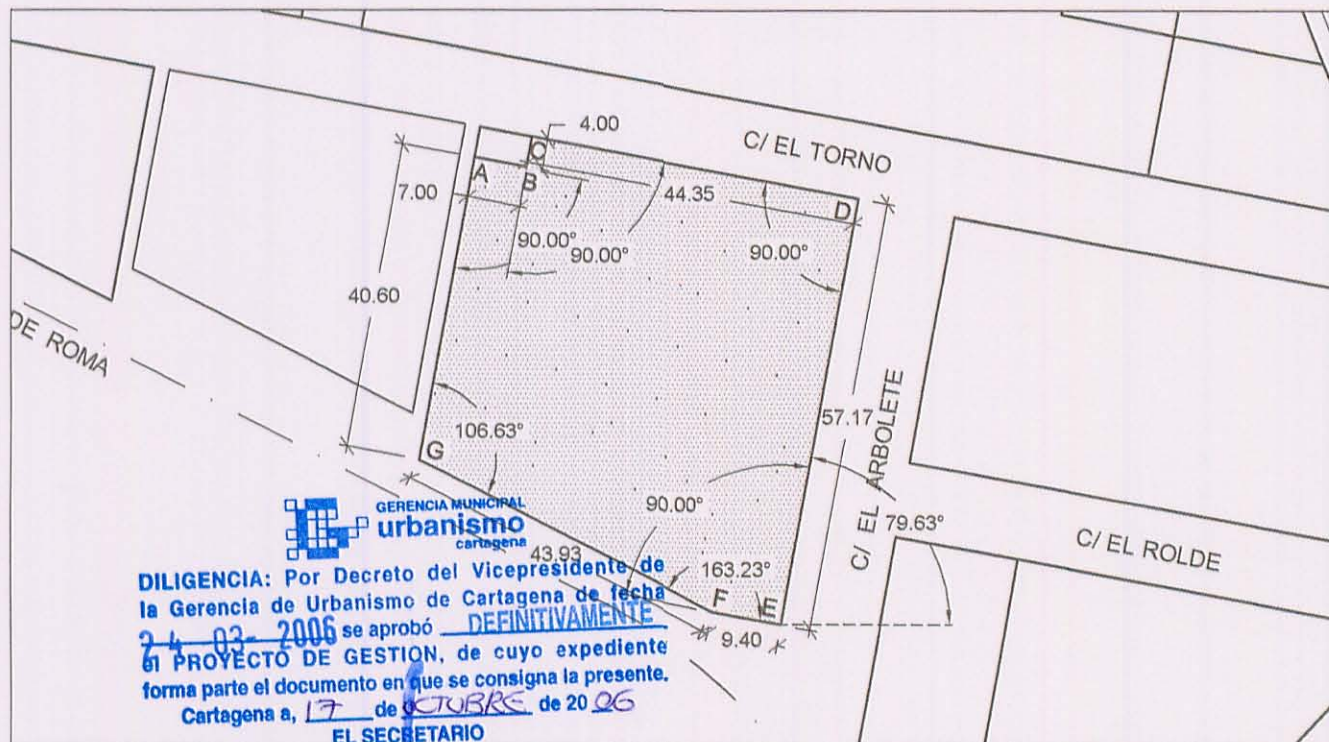 4.00
C/ EL TORNO
C
A
B
44.35
7.00
D
90.00°
90.00°
90.00°
40.60
DE ROMA
57.17
C/ EL ARBOLETE
106.63°
G
90.00°
79.63°
C/ EL ROLDE
43.93
163.23°
F
E
9.40
GERENCIA MUNICIPAL
urbanismo
cartagena
DILIGENCIA: Por Decreto del Vicepresidente de
la Gerencia de Urbanismo de Cartagena de fecha
24-03-2006 se aprobó DEFINITIVAMENTE
el PROYECTO DE GESTION, de cuyo expediente
forma parte el documento en que se consigna la presente.
Cartagena a, 17 de OCTUBRE de 2006
EL SECRETARIO